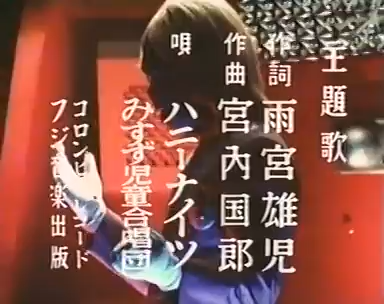 主題歌
作詞 雨宮雄児
作曲 宮内国郎
唄 ハニーナイツ
みすず児童合唱団
コロンビアレコード
フジ音楽出版